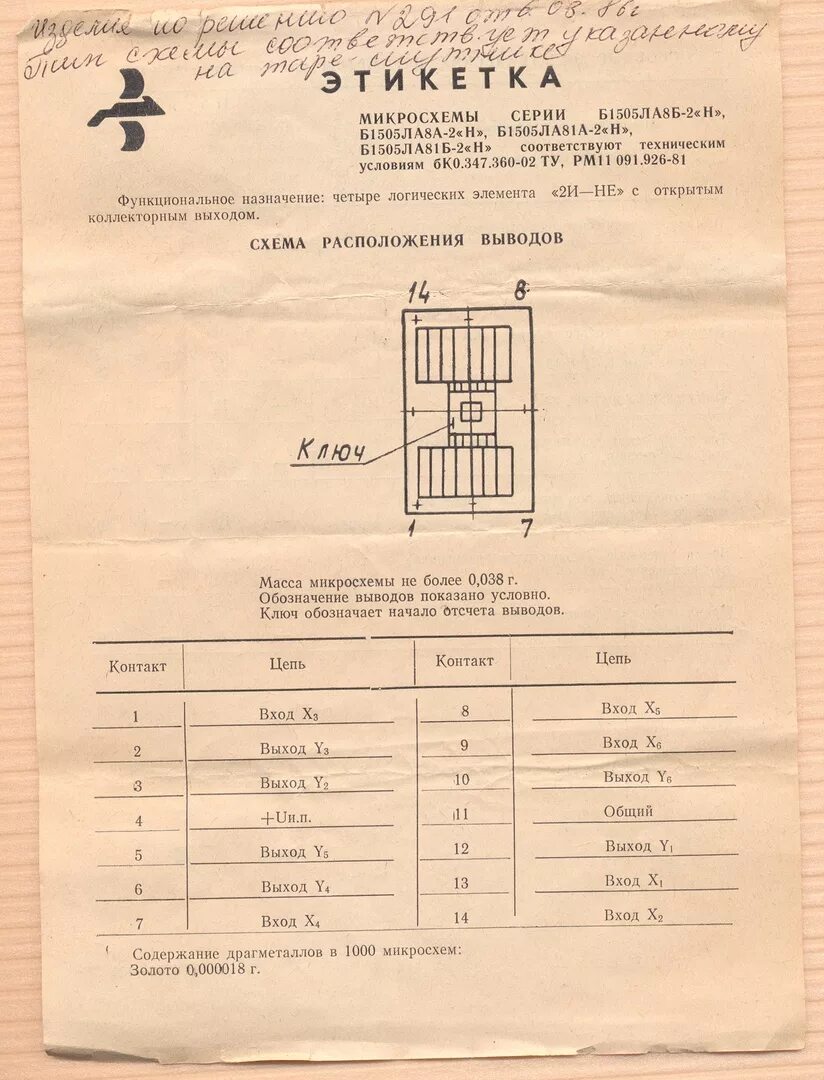 Изделия по решению №291 от 6.03.86г
Тип схемы соответствует указанному
на таре-спутнике
ЭТИКЕТКА
МИКРОСХЕМЫ СЕРИИ Б1505ЛА8Б-2«Н»,
Б1505ЛА8А-2«Н», Б1505ЛА81А-2«Н»,
Б1505ЛА81Б-2«Н» соответствуют техническим
условиям бК0.347.360-02 ТУ, РМ11 091.926-81
Функциональное назначение: четыре логических элемента «2И—НЕ» с открытым
коллекторным выходом.
СХЕМА РАСПОЛОЖЕНИЯ ВЫВОДОВ
14 8
Ключ
1 7
Масса микросхемы не более 0,038 г.
Обозначение выводов показано условно.
Ключ обозначает начало отсчета выводов.
Контакт Цепь Контакт Цепь
1 Вход X₃ 8 Вход X₅
2 Выход Y₃ 9 Вход X₆
3 Выход Y₂ 10 Выход Y₆
4 +Uи.п. 11 Общий
5 Выход Y₅ 12 Выход Y₁
6 Выход Y₄ 13 Вход X₁
7 Вход X₄ 14 Вход X₂
Содержание драгметаллов в 1000 микросхем:
Золото 0,000018 г.